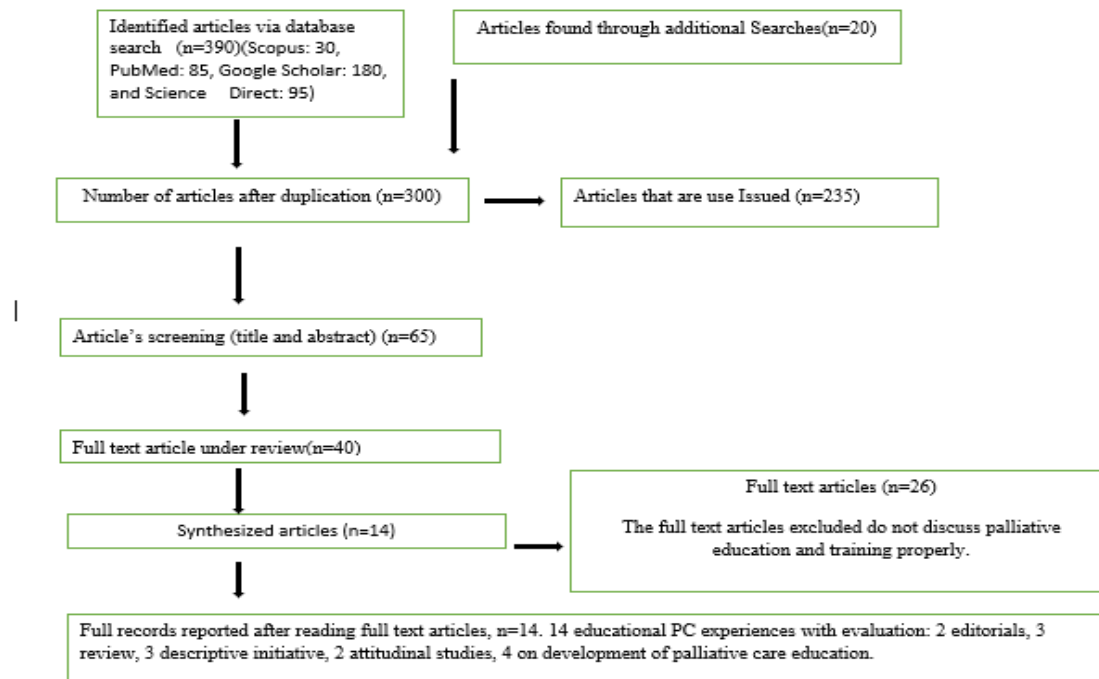 Identified articles via database
search (n=390)(Scopus: 30,
PubMed: 85, Google Scholar: 180,
and Science Direct: 95)
Articles found through additional Searches(n=20)
Number of articles after duplication (n=300)
Articles that are use Issued (n=235)
Article’s screening (title and abstract) (n=65)
Full text article under review(n=40)
Full text articles (n=26)
The full text articles excluded do not discuss palliative
education and training properly.
Synthesized articles (n=14)
Full records reported after reading full text articles, n=14. 14 educational PC experiences with evaluation: 2 editorials, 3
review, 3 descriptive initiative, 2 attitudinal studies, 4 on development of palliative care education.